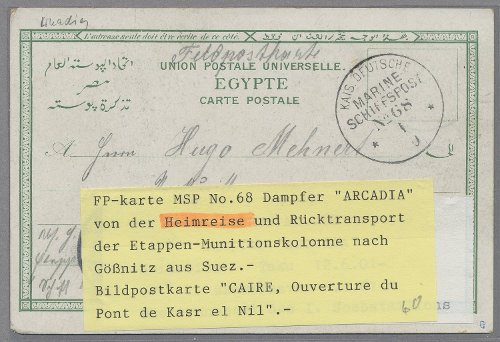 Arcadia
L'adresse seule doit être écrite de ce côté.
Feldpostkarte
UNION POSTALE UNIVERSELLE.
EGYPTE
CARTE POSTALE
اتحاد البوسته العام
مصر
تذكرة بوسته
KAIS. DEUTSCHE
MARINE-
SCHIFFSPOST
No 68
A Herrn Hugo Mehnert
FP-karte MSP No.68 Dampfer "ARCADIA"
von der Heimreise und Rücktransport
der Etappen-Munitionskolonne nach
Gößnitz aus Suez.-
Bildpostkarte "CAIRE, Ouverture du
Pont de Kasr el Nil".-
60